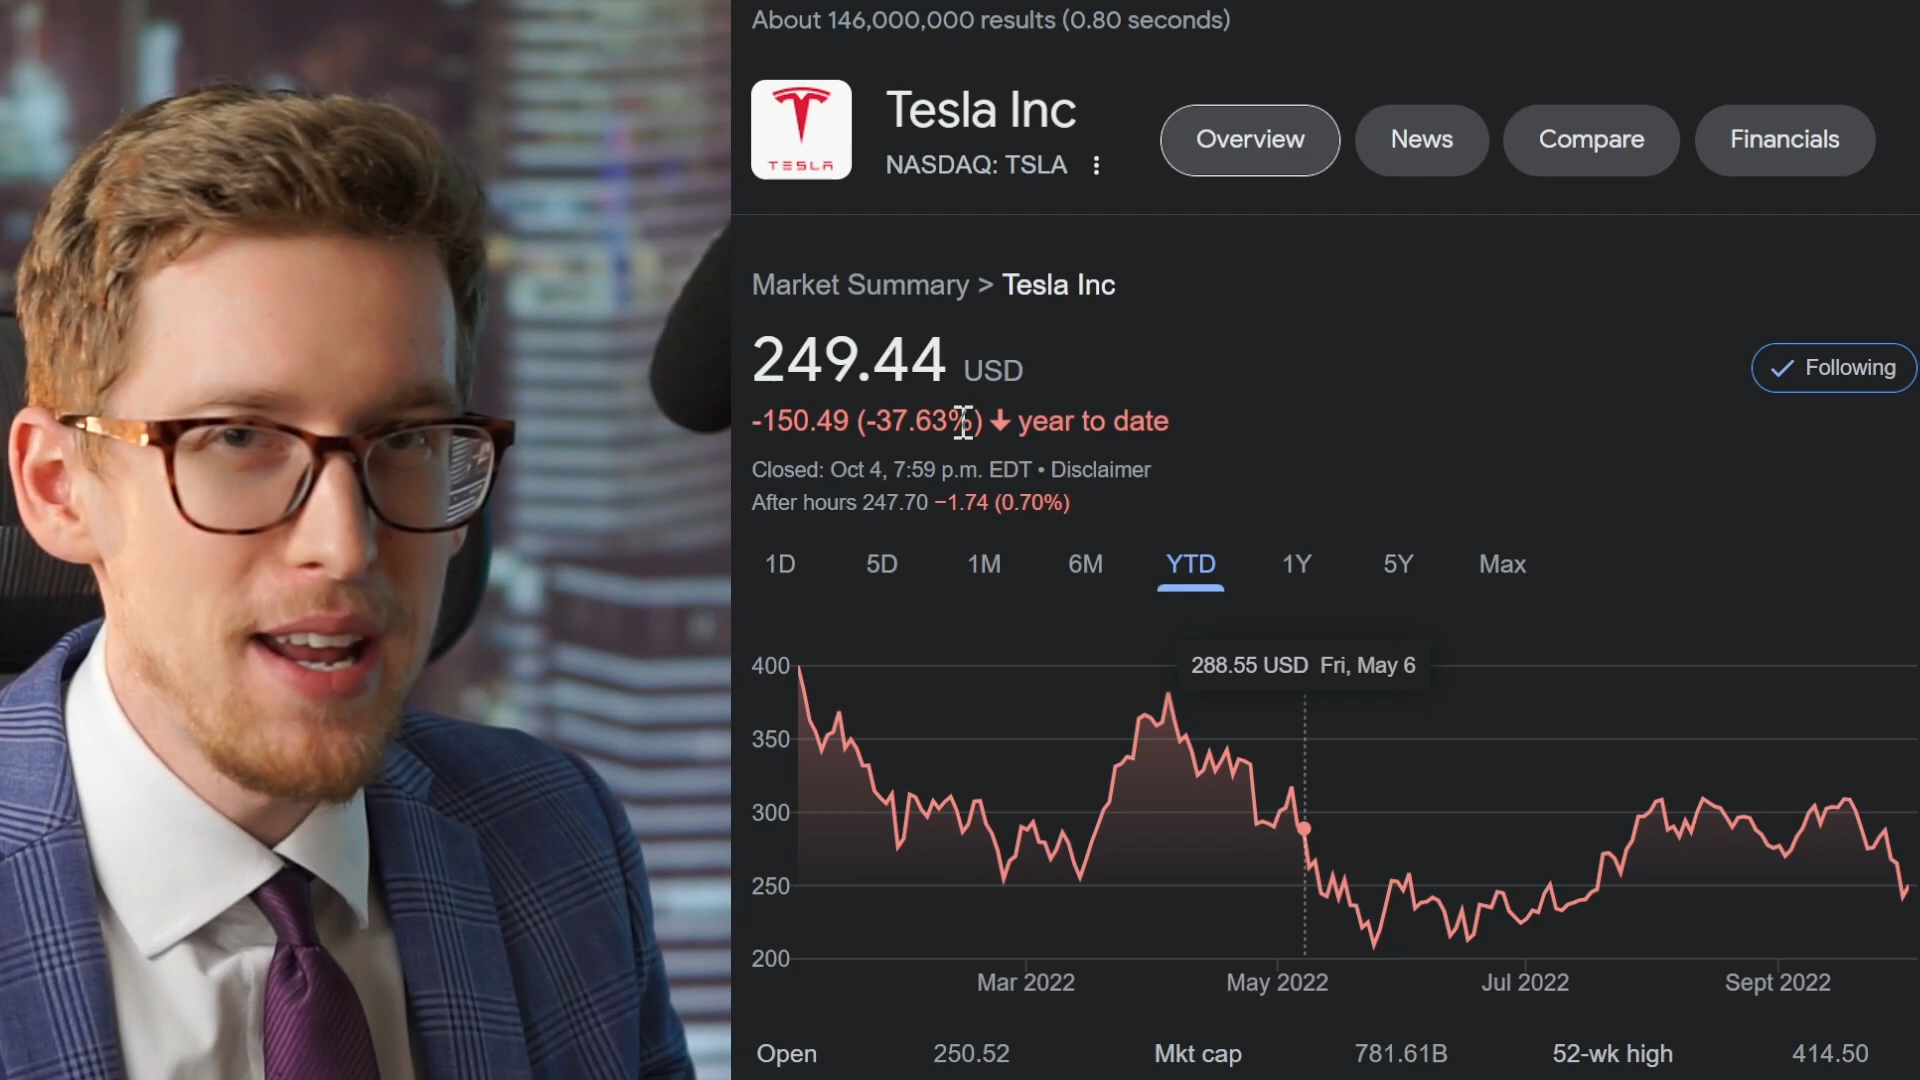 About 146,000,000 results (0.80 seconds)
TESLA
Tesla Inc
NASDAQ: TSLA
Overview News Compare Financials
Market Summary > Tesla Inc
249.44 USD
Following
-150.49 (-37.63%) year to date
Closed: Oct 4, 7:59 p.m. EDT • Disclaimer
After hours 247.70 −1.74 (0.70%)
1D 5D 1M 6M YTD 1Y 5Y Max
288.55 USD Fri, May 6
400
350
300
250
200
Mar 2022 May 2022 Jul 2022 Sept 2022
Open 250.52 Mkt cap 781.61B 52-wk high 414.50